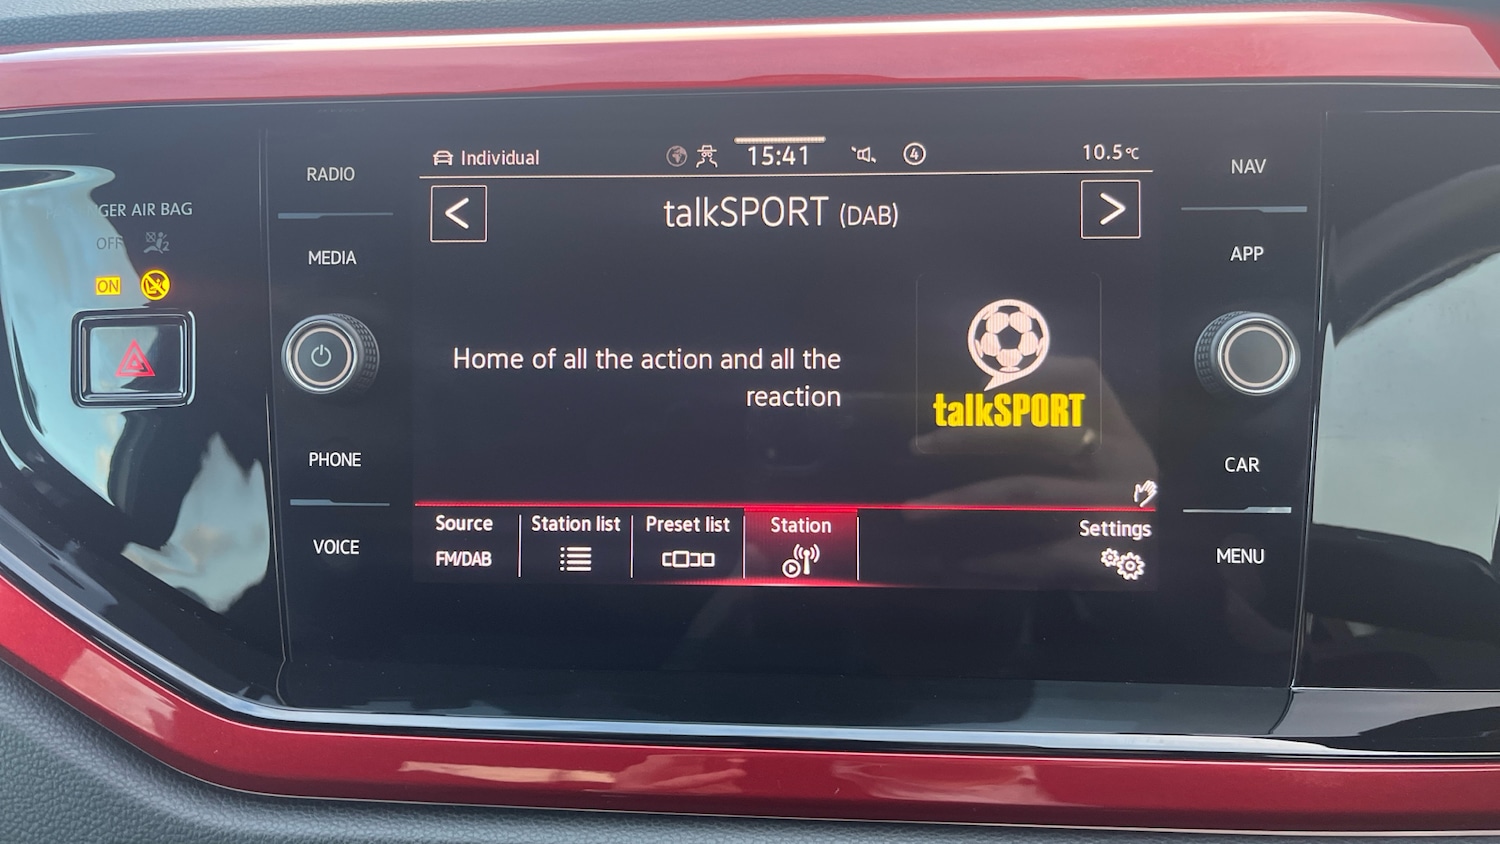 RADIO
MEDIA
PHONE
VOICE
AIR BAG
OFF
2
ON
Individual
15:41
4
10.5°C
<
talkSPORT (DAB)
>
Home of all the action and all the
reaction
talkSPORT
Source
FM/DAB
Station list
Preset list
Station
Settings
NAV
APP
CAR
MENU